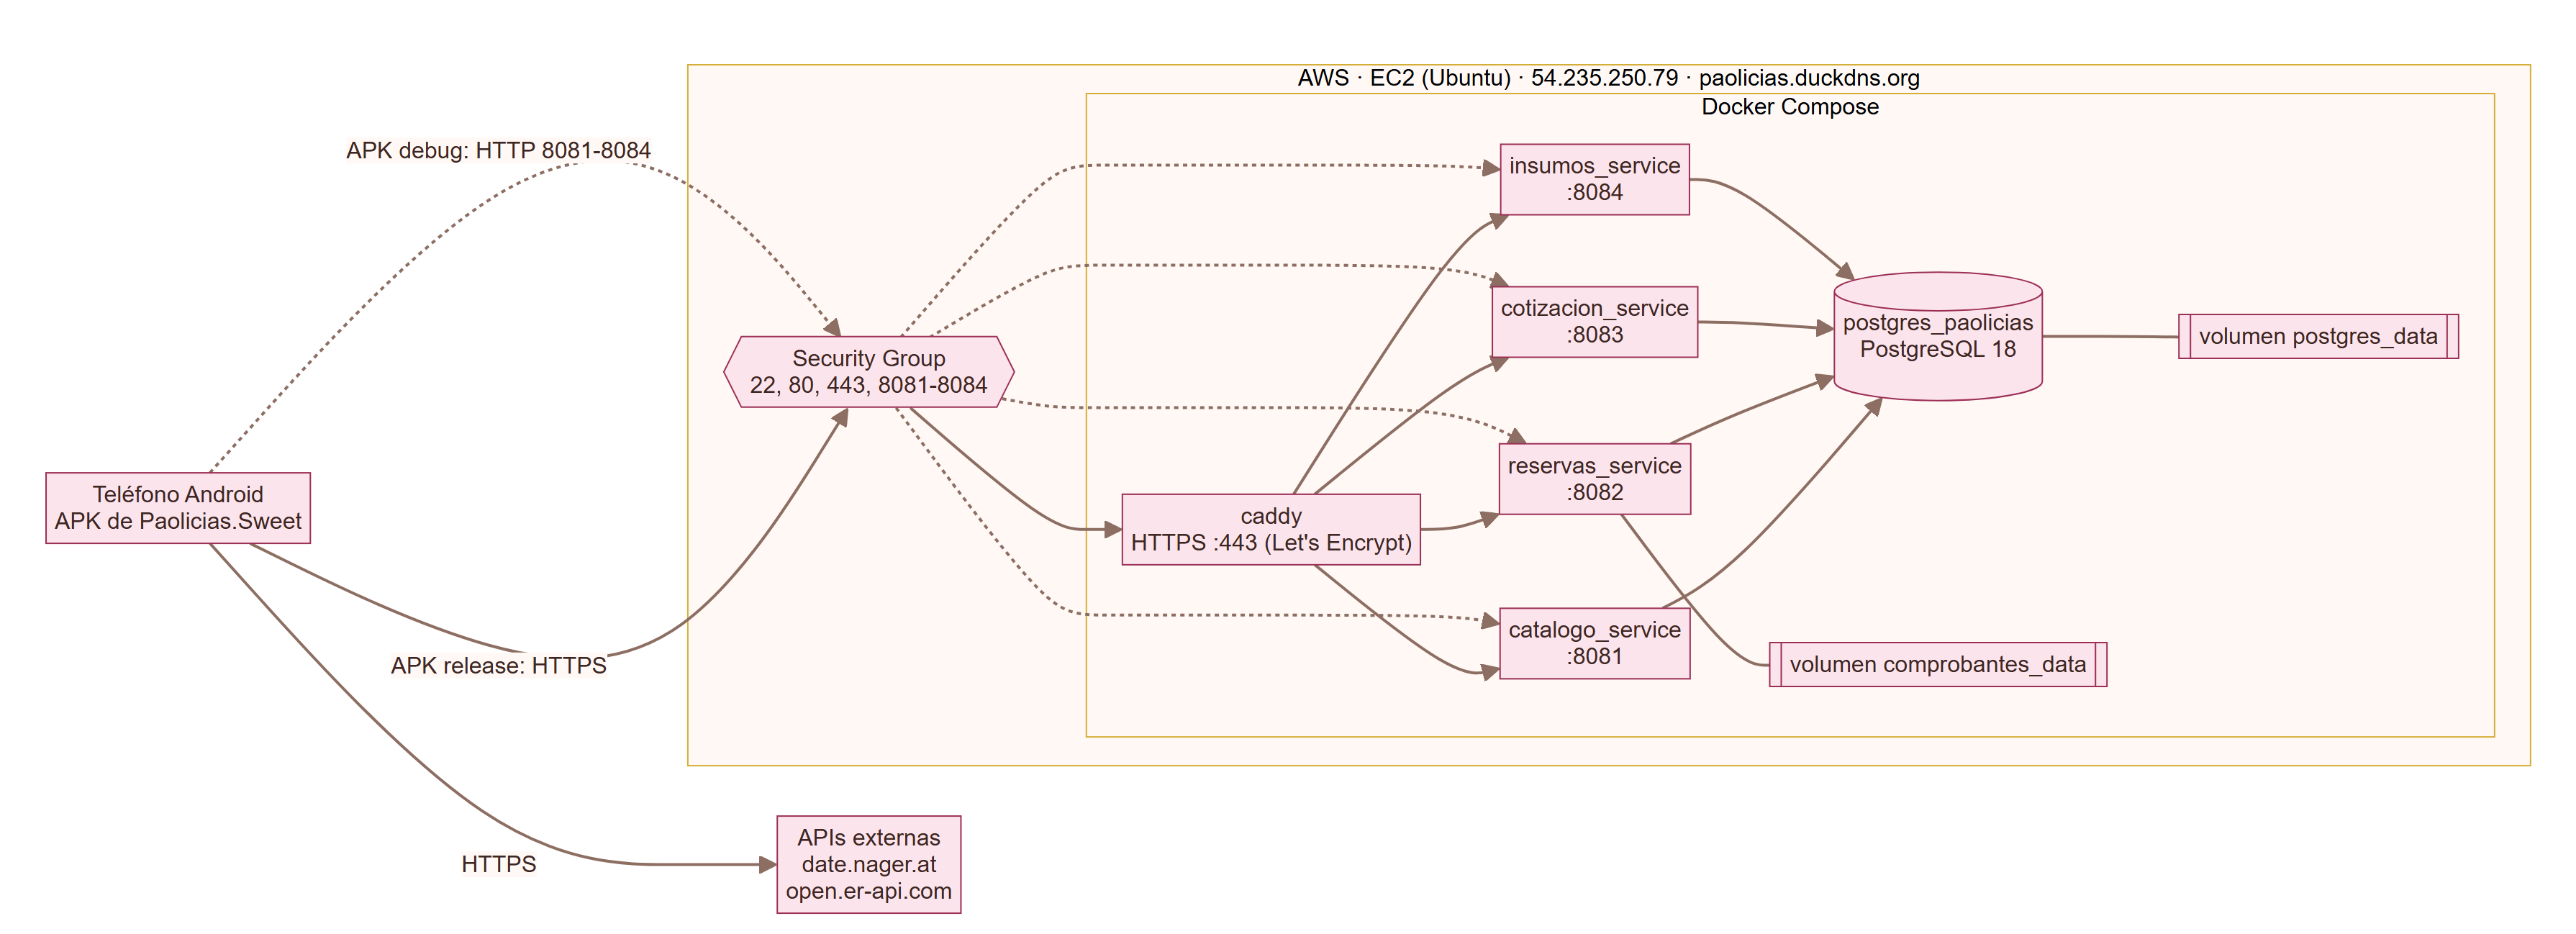 AWS · EC2 (Ubuntu) · 54.235.250.79 · paolicias.duckdns.org
Docker Compose
APK debug: HTTP 8081-8084
insumos_service
:8084
cotizacion_service
:8083
postgres_paolicias
PostgreSQL 18
volumen postgres_data
Security Group
22, 80, 443, 8081-8084
reservas_service
:8082
Teléfono Android
APK de Paolicias.Sweet
caddy
HTTPS :443 (Let's Encrypt)
catalogo_service
:8081
volumen comprobantes_data
APK release: HTTPS
HTTPS
APIs externas
date.nager.at
open.er-api.com